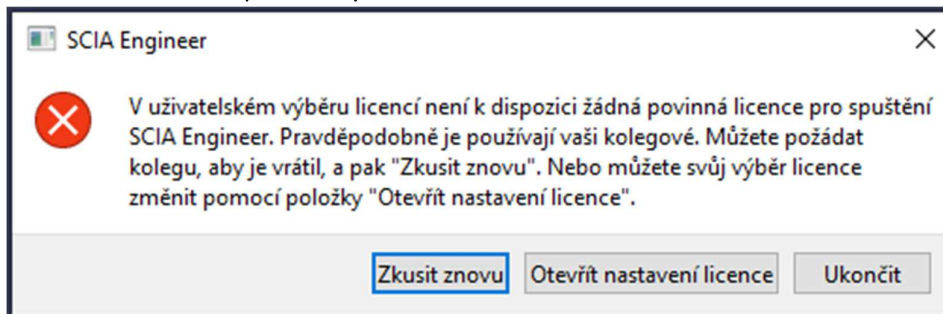 SCIA Engineer
V uživatelském výběru licencí není k dispozici žádná povinná licence pro spuštění
SCIA Engineer. Pravděpodobně je používají vaši kolegové. Můžete požádat
kolegu, aby je vrátil, a pak "Zkusit znovu". Nebo můžete svůj výběr licence
změnit pomocí položky "Otevřít nastavení licence".
Zkusit znovu Otevřít nastavení licence Ukončit